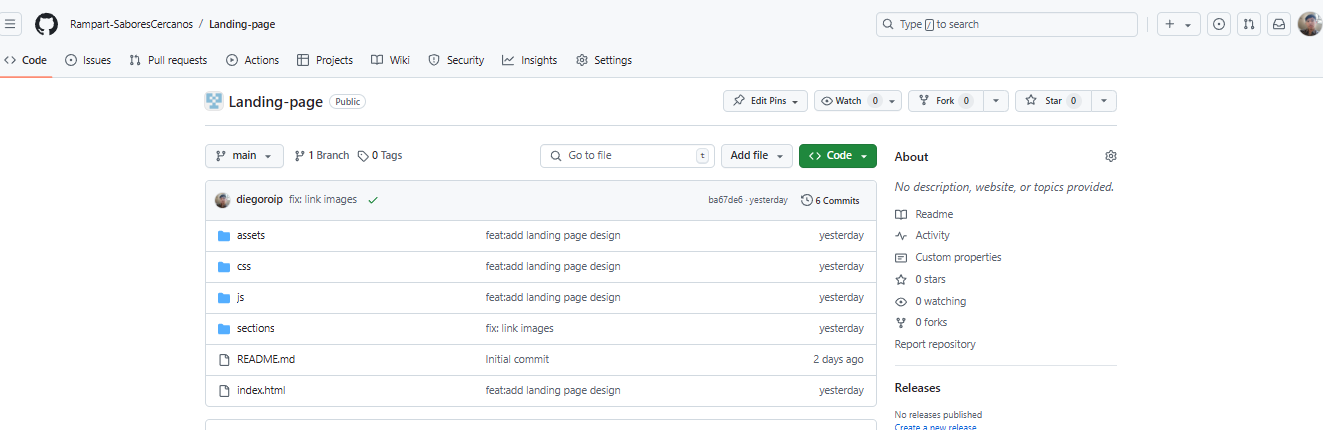 Rampart-SaboresCercanos / Landing-page
Type / to search
Code Issues Pull requests Actions Projects Wiki Security Insights Settings
Landing-page Public
Edit Pins Watch 0 Fork 0 Star 0
main 1 Branch 0 Tags Go to file t Add file Code
diegoroip fix: link images ba67de6 · yesterday 6 Commits
assets feat:add landing page design yesterday
css feat:add landing page design yesterday
js feat:add landing page design yesterday
sections fix: link images yesterday
README.md Initial commit 2 days ago
index.html feat:add landing page design yesterday
About
No description, website, or topics provided.
Readme
Activity
Custom properties
0 stars
0 watching
0 forks
Report repository
Releases
No releases published
Create a new release